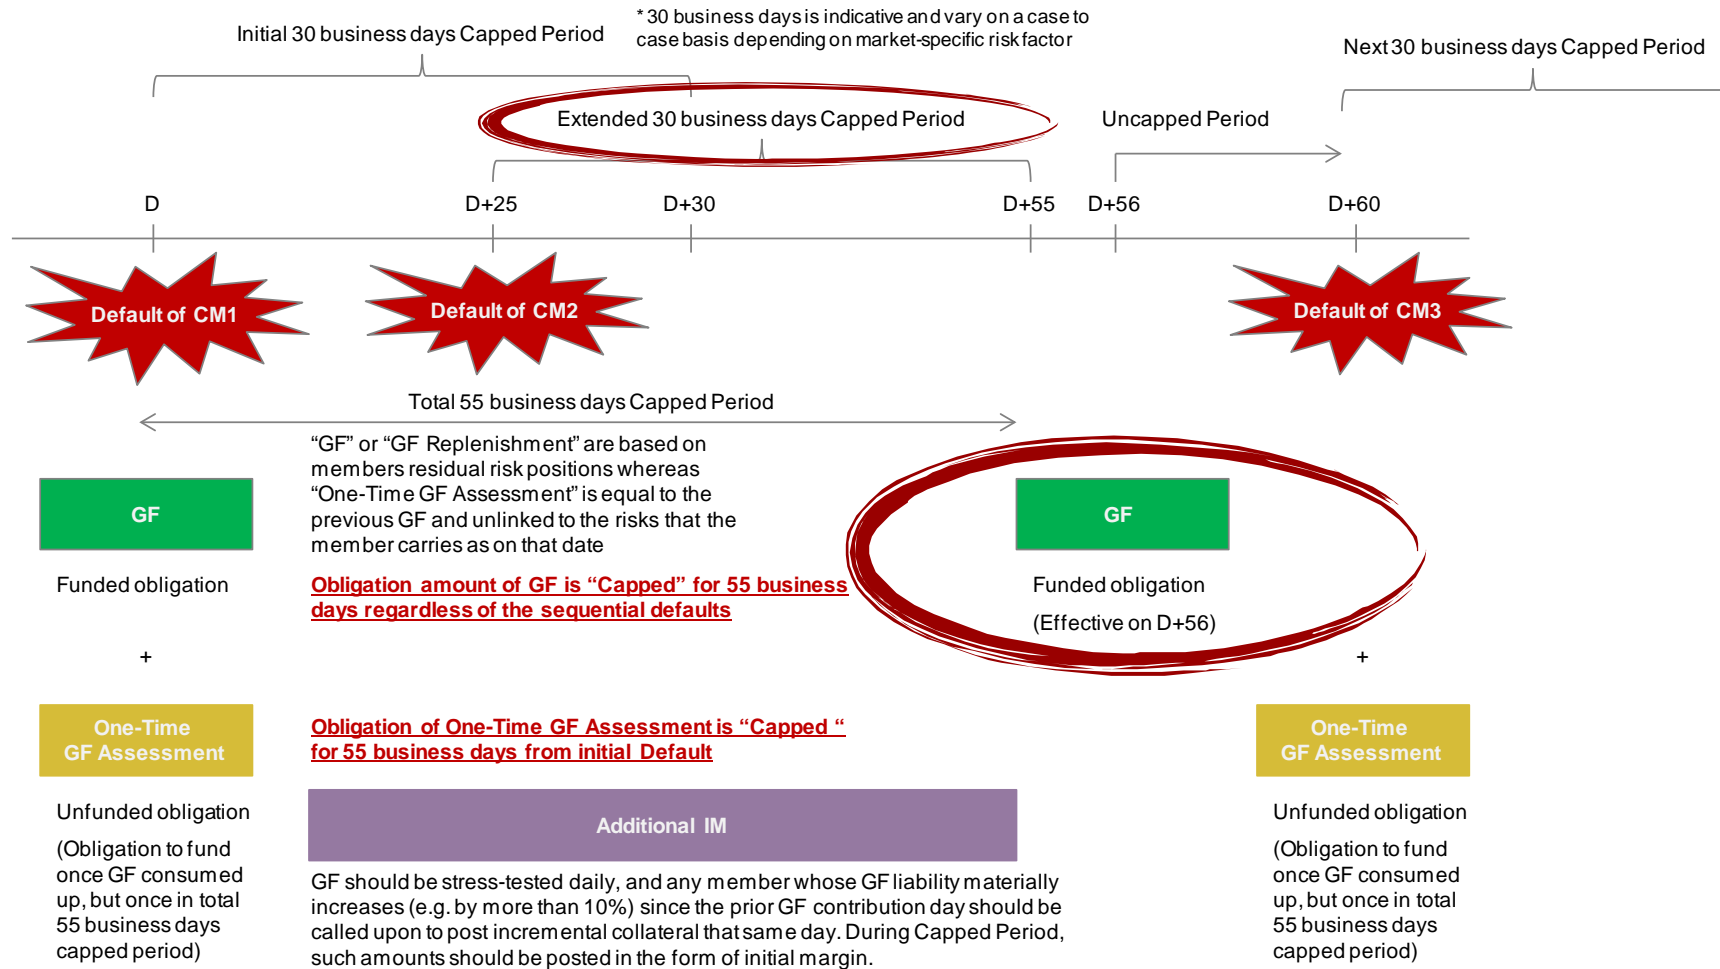 Initial 30 business days Capped Period
* 30 business days is indicative and vary on a case to
case basis depending on market-specific risk factor
Next 30 business days Capped Period
Extended 30 business days Capped Period
Uncapped Period
D
D+25
D+30
D+55
D+56
D+60
Default of CM1
Default of CM2
Default of CM3
Total 55 business days Capped Period
“GF” or “GF Replenishment” are based on
members residual risk positions whereas
“One-Time GF Assessment” is equal to the
previous GF and unlinked to the risks that the
member carries as on that date
GF
Funded obligation
Obligation amount of GF is “Capped” for 55 business
days regardless of the sequential defaults
GF
Funded obligation
(Effective on D+56)
+
+
One-Time
GF Assessment
Obligation of One-Time GF Assessment is “Capped “
for 55 business days from initial Default
One-Time
GF Assessment
Unfunded obligation
(Obligation to fund
once GF consumed
up, but once in total
55 business days
capped period)
Additional IM
GF should be stress-tested daily, and any member whose GF liability materially
increases (e.g. by more than 10%) since the prior GF contribution day should be
called upon to post incremental collateral that same day. During Capped Period,
such amounts should be posted in the form of initial margin.
Unfunded obligation
(Obligation to fund
once GF consumed
up, but once in total
55 business days
capped period)